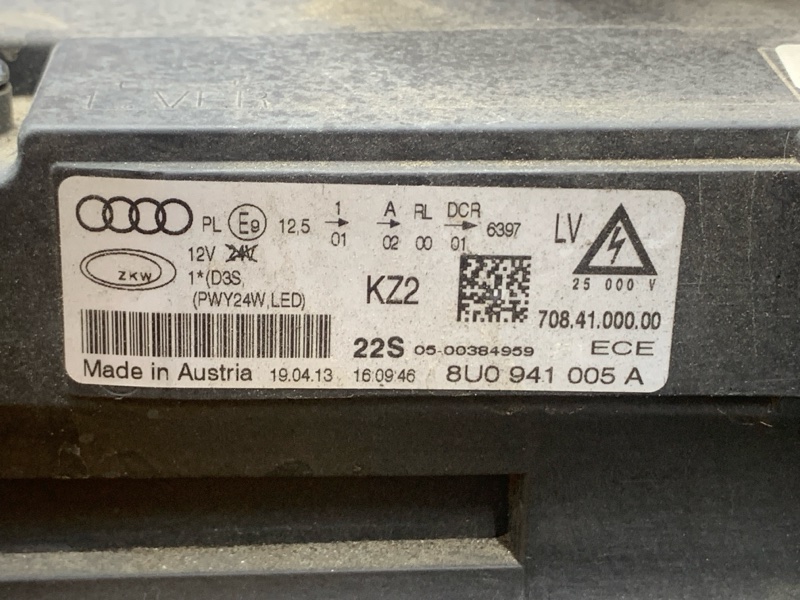 PL E9 12,5 1 A RL DCR 6397
01 02 00 01
LV
ZKW
12V 24V
1*(D3S,
(PWY24W,LED)
KZ2
25 000 V
708.41.000.00
22S 05-00384959 ECE
Made in Austria 19.04.13 16:09:46 8U0 941 005 A